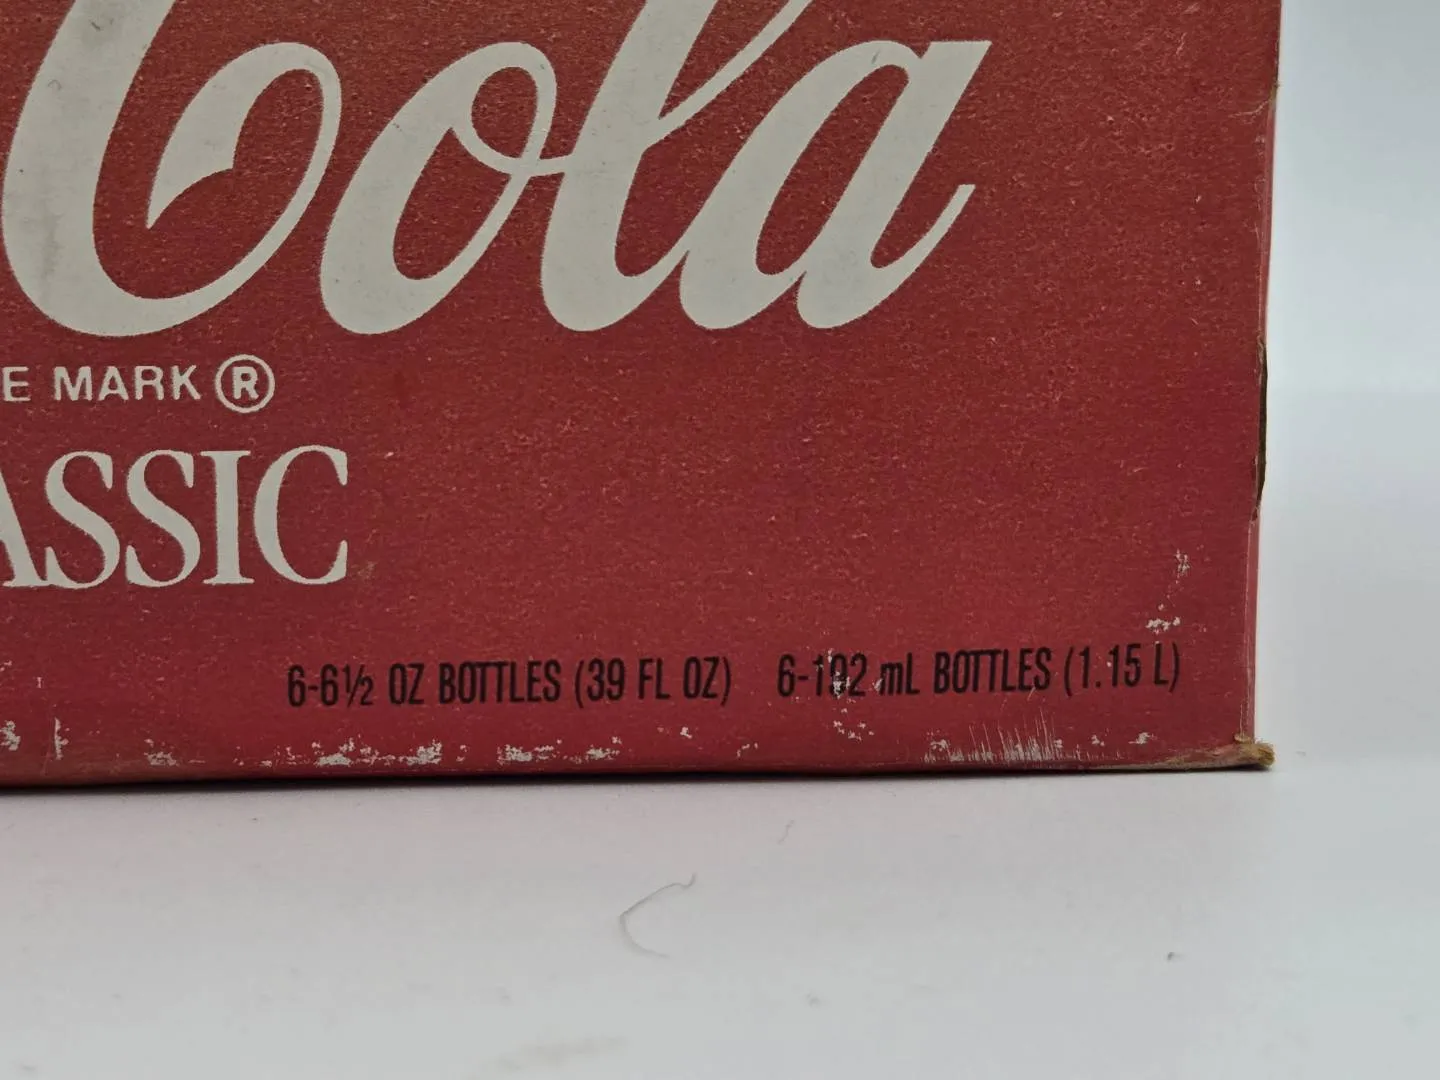 Cola
E MARK ®
ASSIC
6-6½ OZ BOTTLES (39 FL OZ) 6-192 mL BOTTLES (1.15 L)